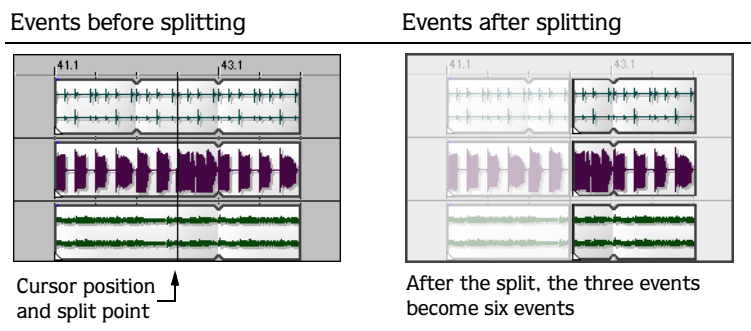 Events before splitting
Events after splitting
41.1 43.1
41.1 43.1
Cursor position
and split point
After the split, the three events
become six events